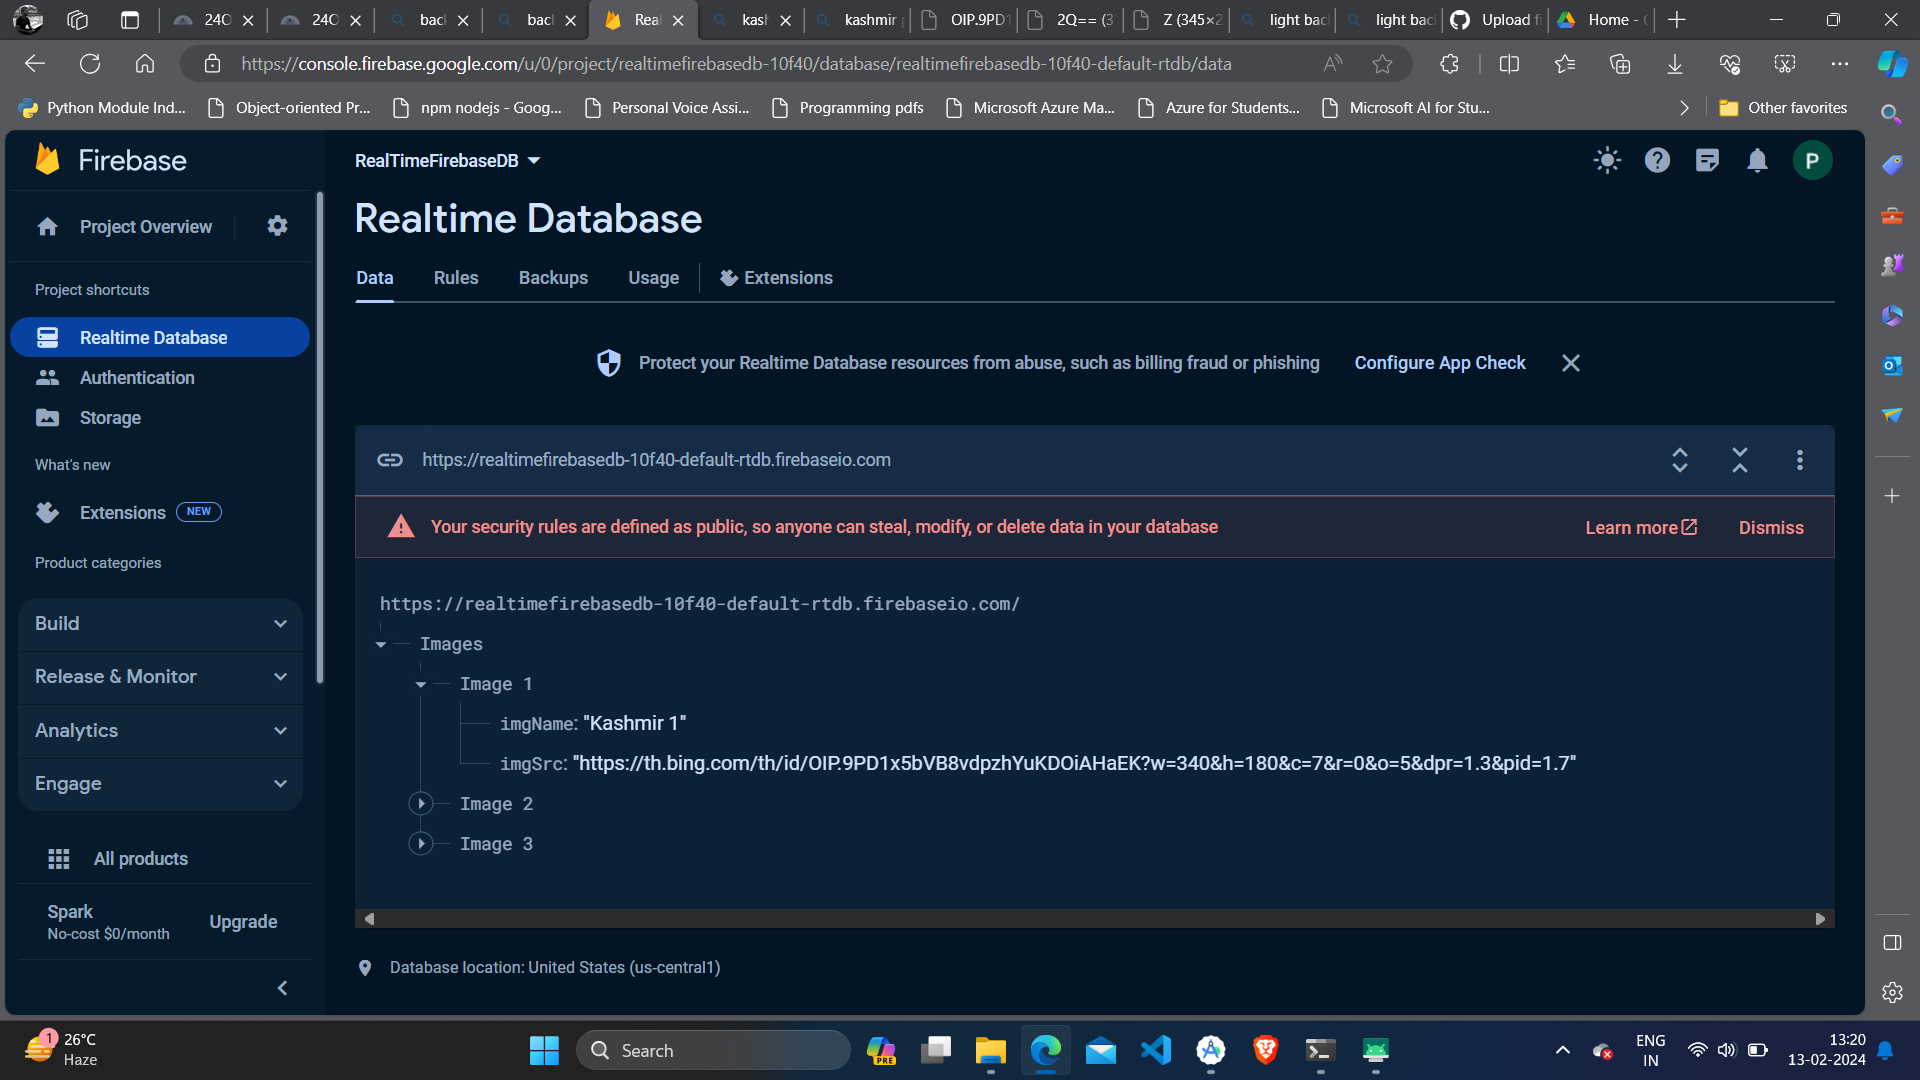 24C
24C
bac
bac
Rea
kas
kashmir
OIP.9PD1
2Q== (3
Z (345×2
light bac
light bac
Upload fi
Home -
https://console.firebase.google.com/u/0/project/realtimefirebasedb-10f40/database/realtimefirebasedb-10f40-default-rtdb/data
Python Module Ind...
Object-oriented Pr...
npm nodejs - Goog...
Personal Voice Assi...
Programming pdfs
Microsoft Azure Ma...
Azure for Students...
Microsoft AI for Stu...
Other favorites
Firebase
RealTimeFirebaseDB
P
Realtime Database
Project Overview
Data
Rules
Backups
Usage
Extensions
Project shortcuts
Realtime Database
Authentication
Storage
Protect your Realtime Database resources from abuse, such as billing fraud or phishing
Configure App Check
What's new
Extensions NEW
https://realtimefirebasedb-10f40-default-rtdb.firebaseio.com
Your security rules are defined as public, so anyone can steal, modify, or delete data in your database
Learn more
Dismiss
Product categories
Build
Release & Monitor
Analytics
Engage
https://realtimefirebasedb-10f40-default-rtdb.firebaseio.com/
Images
Image 1
imgName: "Kashmir 1"
imgSrc: "https://th.bing.com/th/id/OIP.9PD1x5bVB8vdpzhYuKDOiAHaEK?w=340&h=180&c=7&r=0&o=5&dpr=1.3&pid=1.7"
Image 2
Image 3
All products
Spark
No-cost $0/month
Upgrade
Database location: United States (us-central1)
1
26°C
Haze
Search
PRE
ENG
IN
13:20
13-02-2024